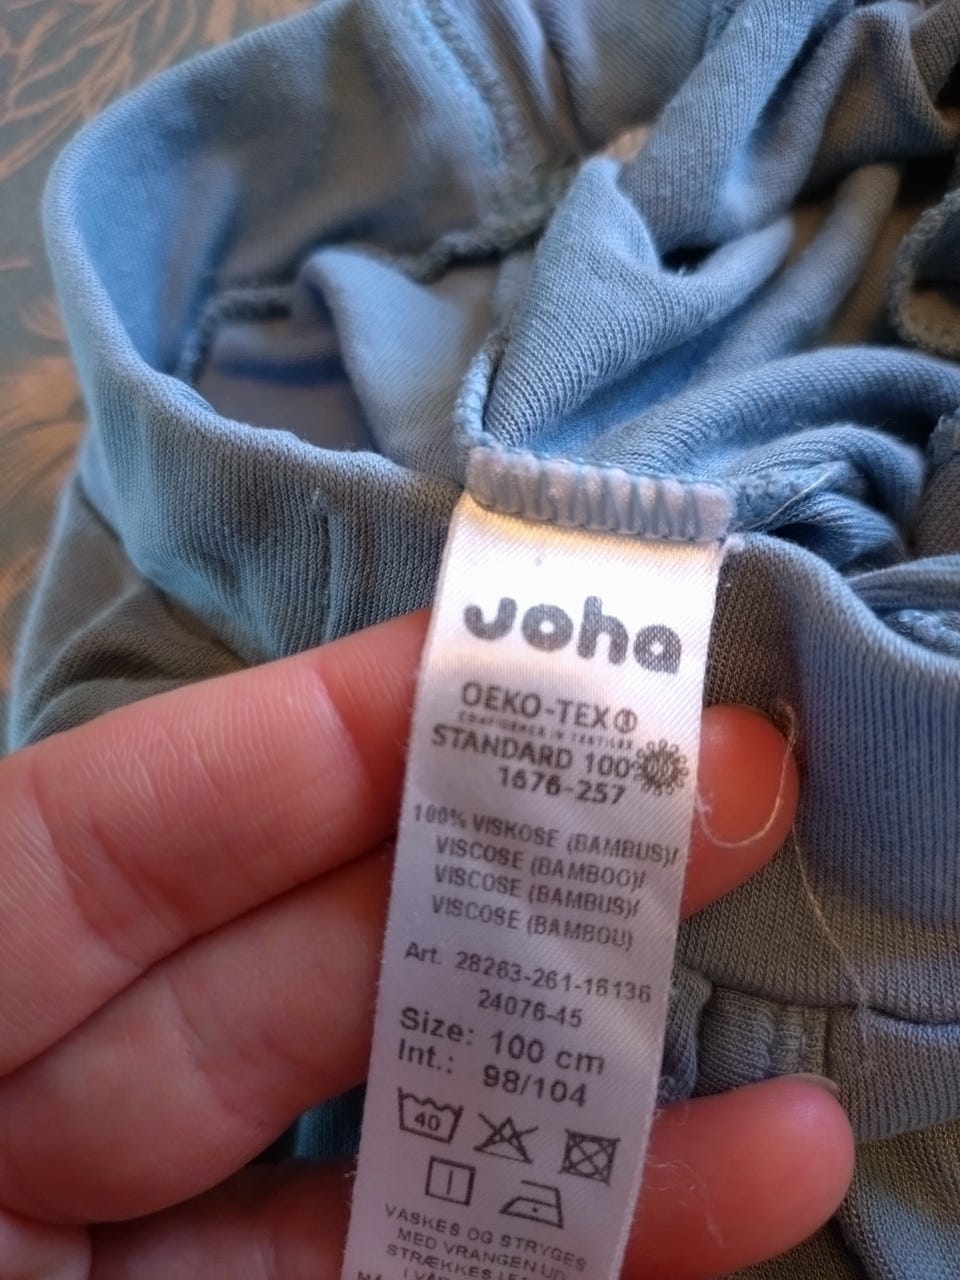 Joha
OEKO-TEX®
CONFIDENCE IN TEXTILES
STANDARD 100
1676-257
100% VISKOSE (BAMBUS)/
VISCOSE (BAMBOO)/
VISCOSE (BAMBUS)/
VISCOSE (BAMBOU)
Art. 28263-261-16136
24076-45
Size: 100 cm
Int.: 98/104
40
VASKES OG STRYGES
MED VRANGEN UD.
STRÆKKES I